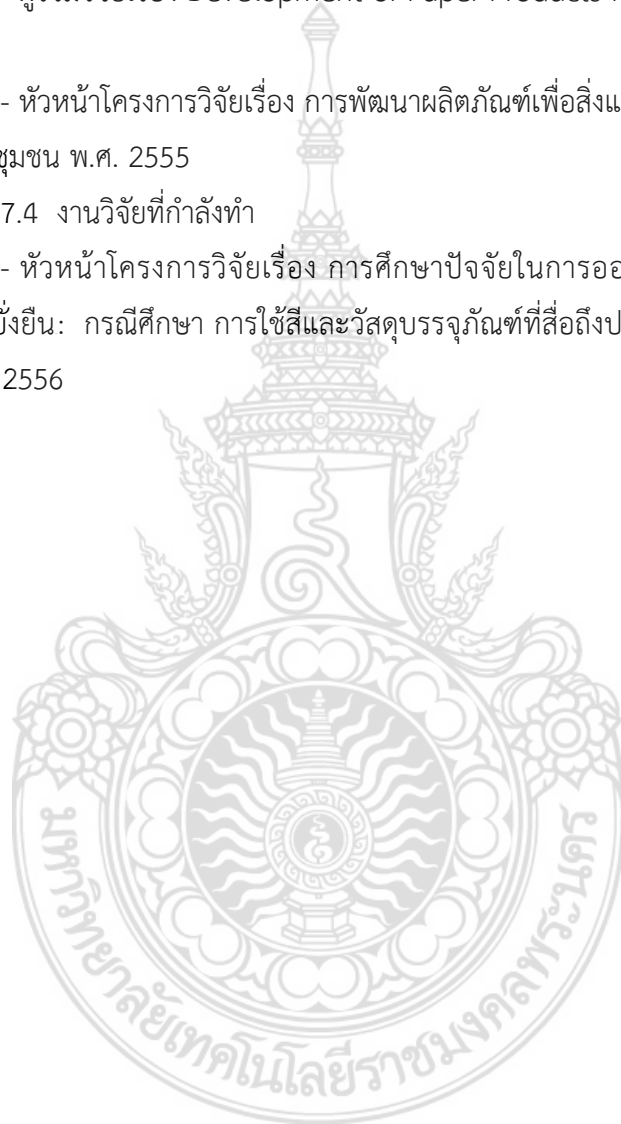 Development of Paper Products
- หัวหน้าโครงการวิจัยเรื่อง การพัฒนาผลิตภัณฑ์เพื่อสิ่งแ
ชุมชน พ.ศ. 2555
7.4 งานวิจัยที่กำลังทำ
- หัวหน้าโครงการวิจัยเรื่อง การศึกษาปัจจัยในการออ
ยั่งยืน: กรณีศึกษา การใช้สีและวัสดุบรรจุภัณฑ์ที่สื่อถึงป
2556
มหาวิทยาลัยเทคโนโลยีราชมงคลพระนคร